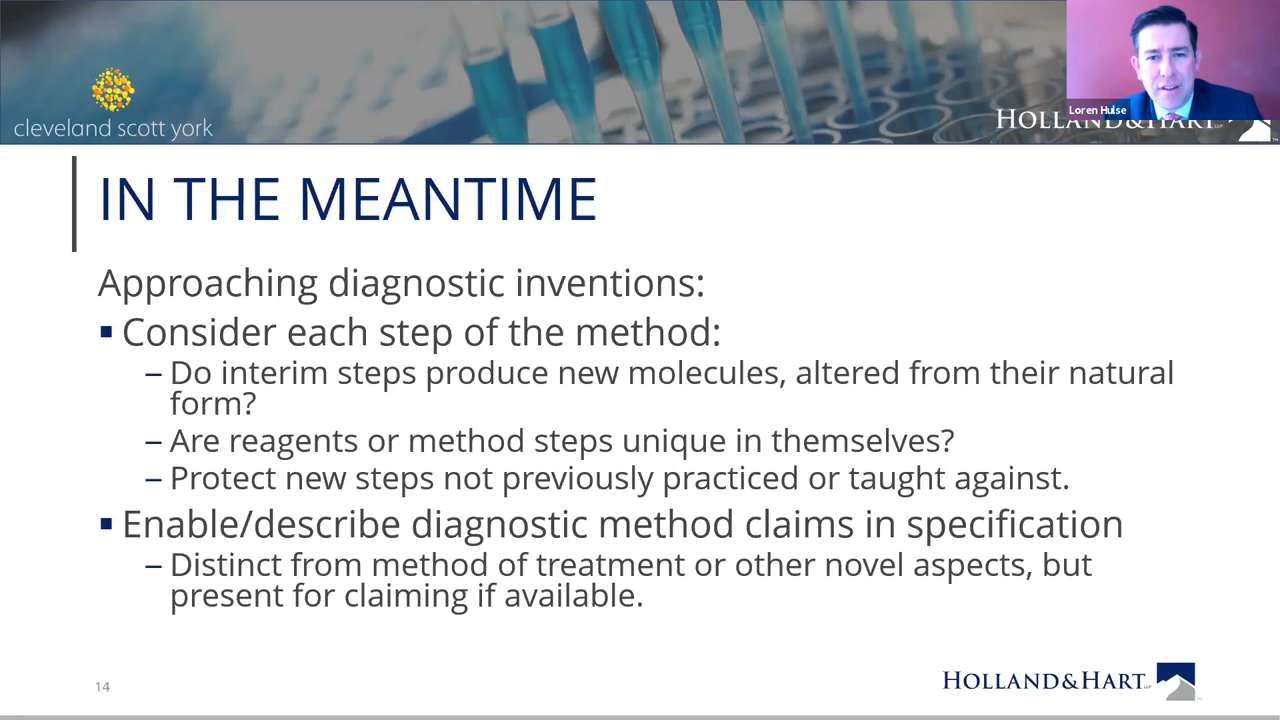 cleveland scott york
HOLLAND&HART
Loren Hulse
IN THE MEANTIME
Approaching diagnostic inventions:
▪ Consider each step of the method:
– Do interim steps produce new molecules, altered from their natural
form?
– Are reagents or method steps unique in themselves?
– Protect new steps not previously practiced or taught against.
▪ Enable/describe diagnostic method claims in specification
– Distinct from method of treatment or other novel aspects, but
present for claiming if available.
14
HOLLAND&HART